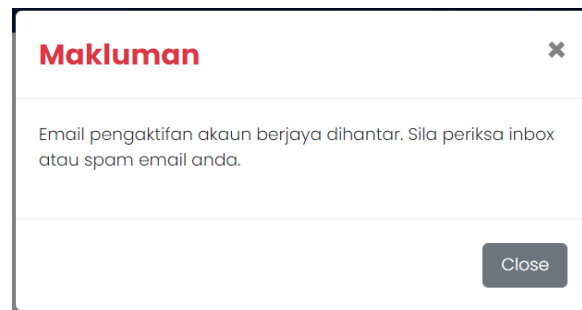 Makluman
×
Email pengaktifan akaun berjaya dihantar. Sila periksa inbox
atau spam email anda.
Close